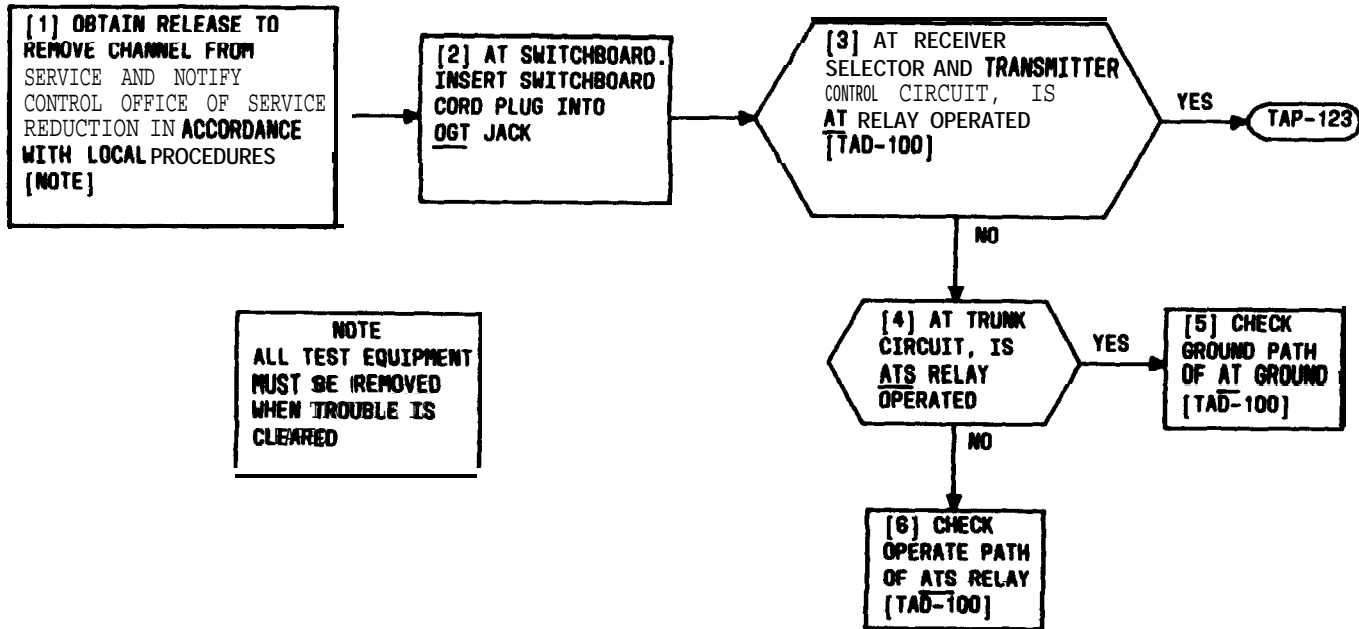 [1] OBTAIN RELEASE TO
REMOVE CHANNEL FROM
SERVICE AND NOTIFY
CONTROL OFFICE OF SERVICE
REDUCTION IN ACCORDANCE
WITH LOCAL PROCEDURES
[NOTE]
[2] AT SWITCHBOARD.
INSERT SWITCHBOARD
CORD PLUG INTO
OGT JACK
[3] AT RECEIVER
SELECTOR AND TRANSMITTER
CONTROL CIRCUIT, IS
AT RELAY OPERATED
[TAD-100]
YES
TAP-123
NO
NOTE
ALL TEST EQUIPMENT
MUST BE REMOVED
WHEN TROUBLE IS
CLEARED
[4] AT TRUNK
CIRCUIT, IS
ATS RELAY
OPERATED
YES
[5] CHECK
GROUND PATH
OF AT GROUND
[TAD-100]
NO
[6] CHECK
OPERATE PATH
OF ATS RELAY
[TAD-100]